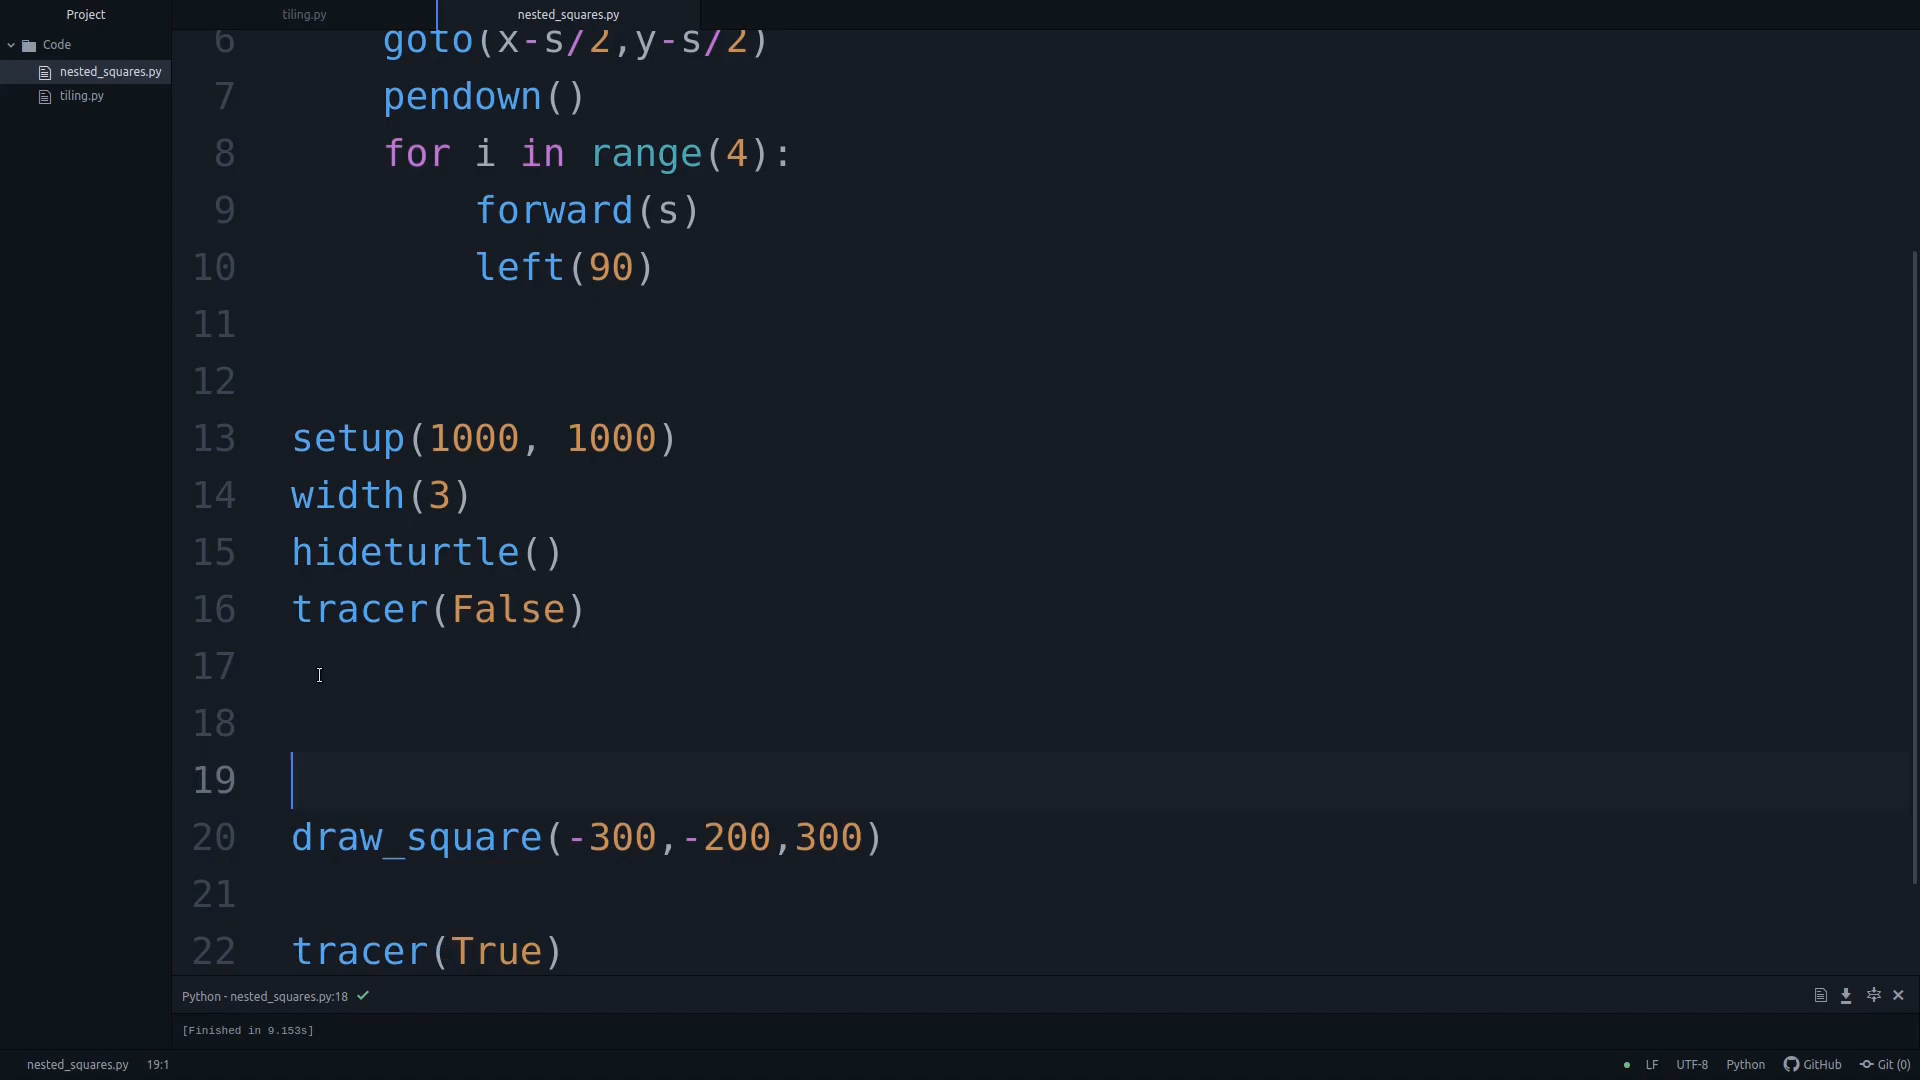 Project
tiling.py
nested_squares.py
Code
nested_squares.py
tiling.py
6 goto(x-s/2,y-s/2)
7 pendown()
8 for i in range(4):
9 forward(s)
10 left(90)
11
12
13 setup(1000, 1000)
14 width(3)
15 hideturtle()
16 tracer(False)
17
18
19
20 draw_square(-300,-200,300)
21
22 tracer(True)
Python - nested_squares.py:18
[Finished in 9.153s]
nested_squares.py 19:1 LF UTF-8 Python GitHub Git (0)